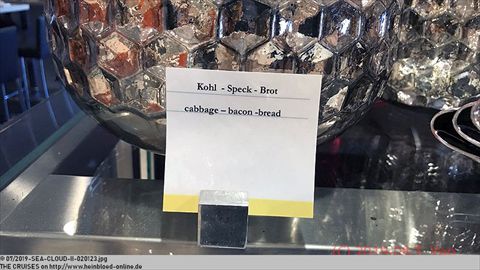 Kohl - Speck - Brot
cabbage – bacon -bread
© 07/2019-SEA-CLOUD-II-020123.jpg
THE CRUISES on http://www.heinbloed-online.de